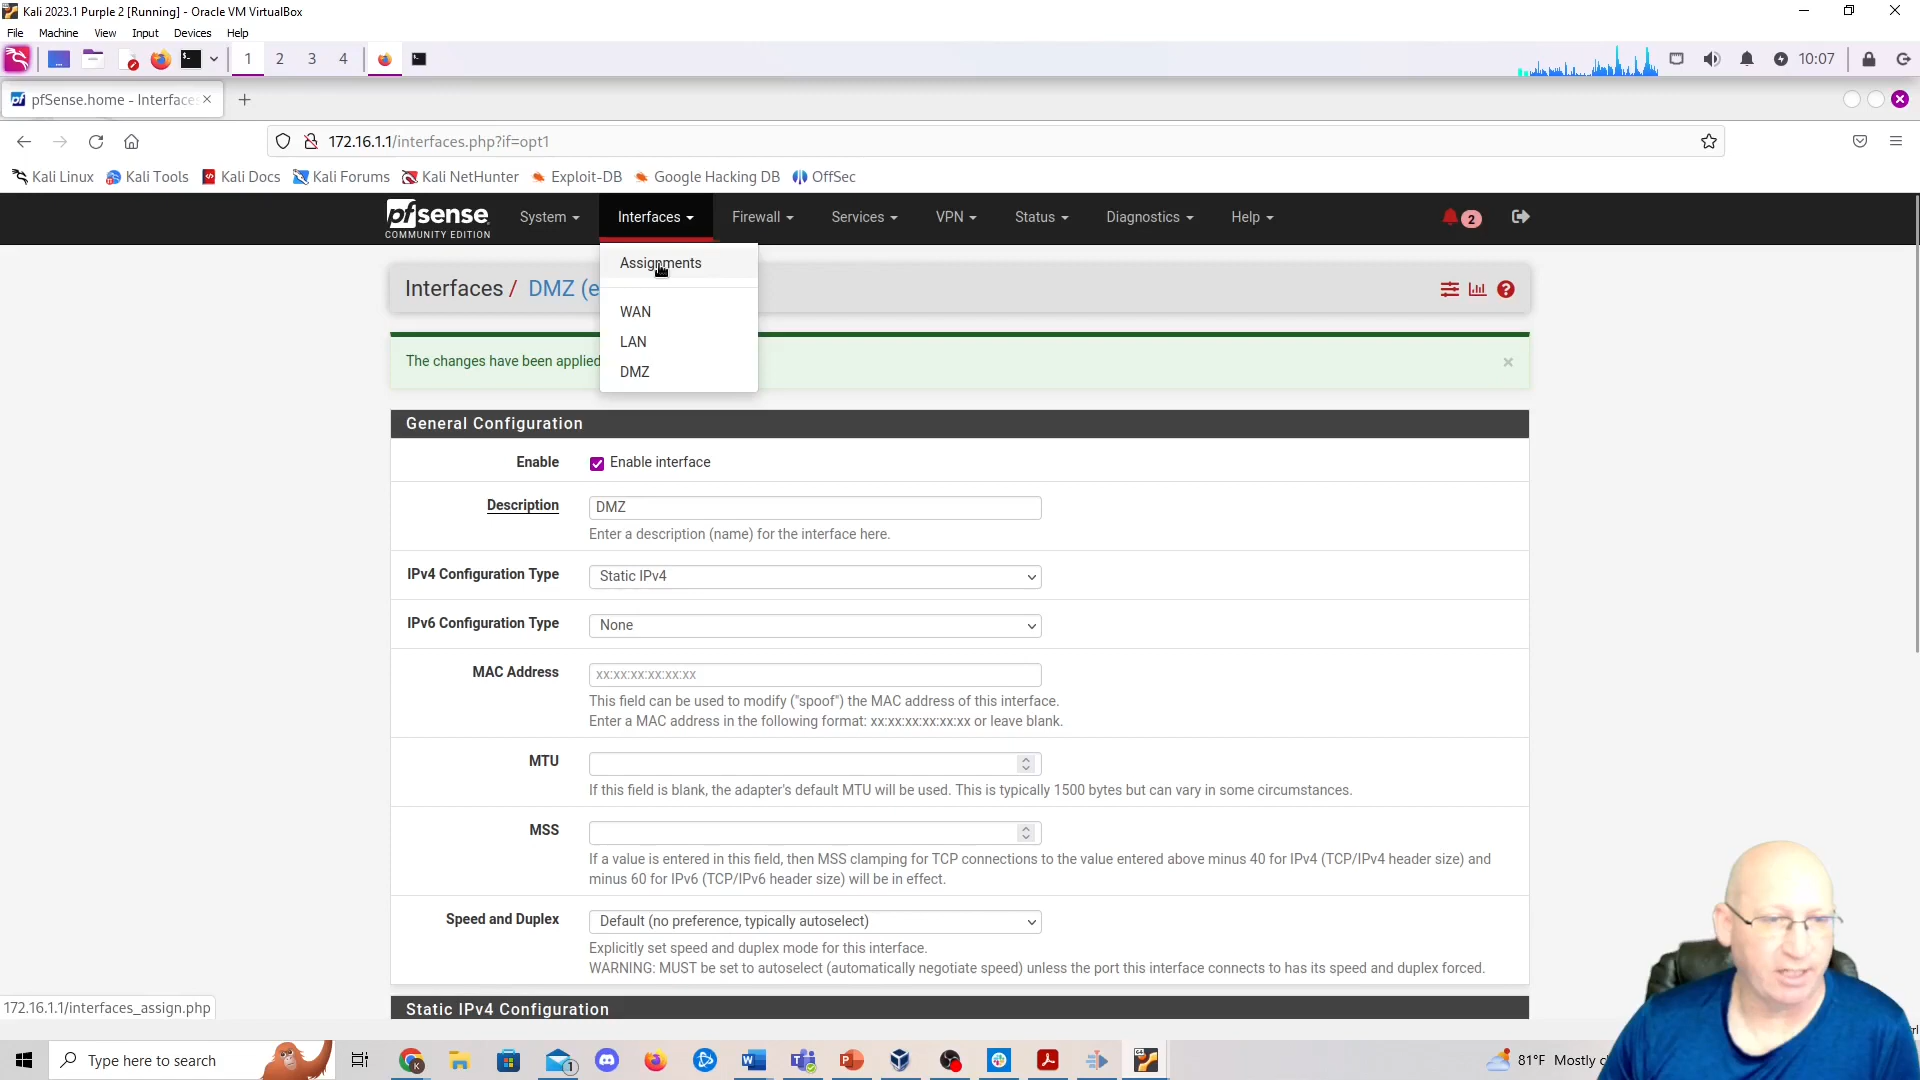 Kali 2023.1 Purple 2 [Running] - Oracle VM VirtualBox
File Machine View Input Devices Help
1 2 3 4 10:07
pfSense.home - Interfaces
172.16.1.1/interfaces.php?if=opt1
Kali Linux Kali Tools Kali Docs Kali Forums Kali NetHunter Exploit-DB Google Hacking DB OffSec
pfsense System Interfaces Firewall Services VPN Status Diagnostics Help 2
COMMUNITY EDITION
Assignments
Interfaces / DMZ (e
WAN
LAN
DMZ
The changes have been applied
General Configuration
Enable Enable interface
Description DMZ
Enter a description (name) for the interface here.
IPv4 Configuration Type Static IPv4
IPv6 Configuration Type None
MAC Address xx:xx:xx:xx:xx:xx
This field can be used to modify ("spoof") the MAC address of this interface.
Enter a MAC address in the following format: xx:xx:xx:xx:xx:xx or leave blank.
MTU
If this field is blank, the adapter's default MTU will be used. This is typically 1500 bytes but can vary in some circumstances.
MSS
If a value is entered in this field, then MSS clamping for TCP connections to the value entered above minus 40 for IPv4 (TCP/IPv4 header size) and
minus 60 for IPv6 (TCP/IPv6 header size) will be in effect.
Speed and Duplex Default (no preference, typically autoselect)
Explicitly set speed and duplex mode for this interface.
WARNING: MUST be set to autoselect (automatically negotiate speed) unless the port this interface connects to has its speed and duplex forced.
Static IPv4 Configuration
172.16.1.1/interfaces_assign.php
Type here to search 81°F Mostly c